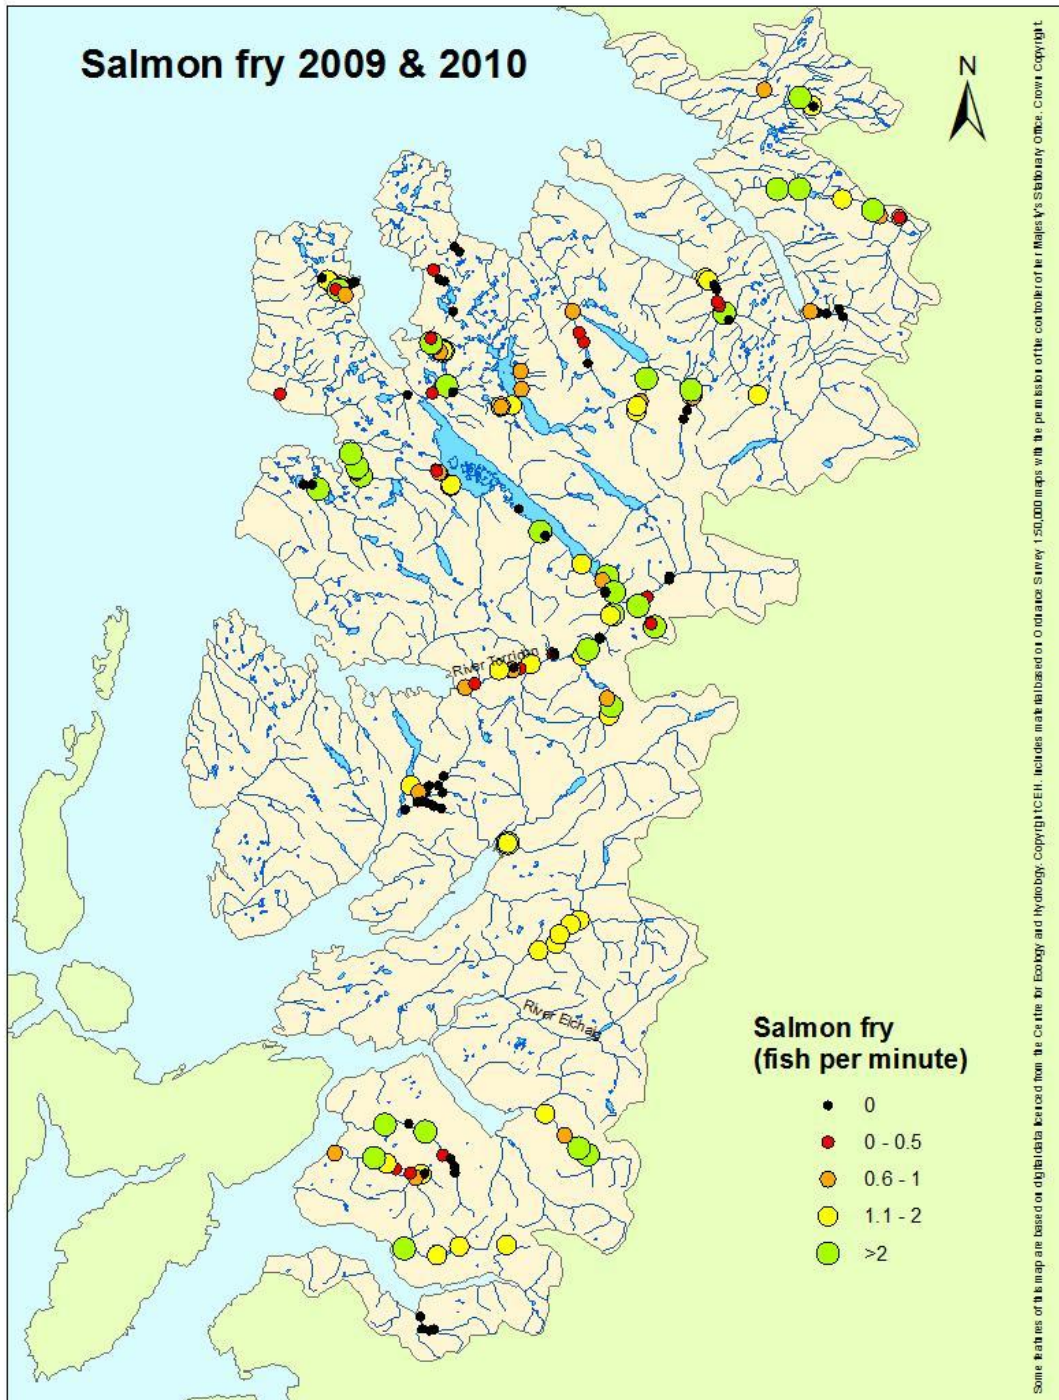 Salmon fry 2009 & 2010
N
River Torridon
River Elchaig
Salmon fry
(fish per minute)
0
0 - 0.5
0.6 - 1
1.1 - 2
>2
Some features of this map are based on digital data licenced from the Centre for Ecology and Hydrology. Copyright CEH. Includes material based on Ordnance Survey 1:50,000 maps with the permission of the controller of Her Majesty's Stationary Office. Crown Copyright.